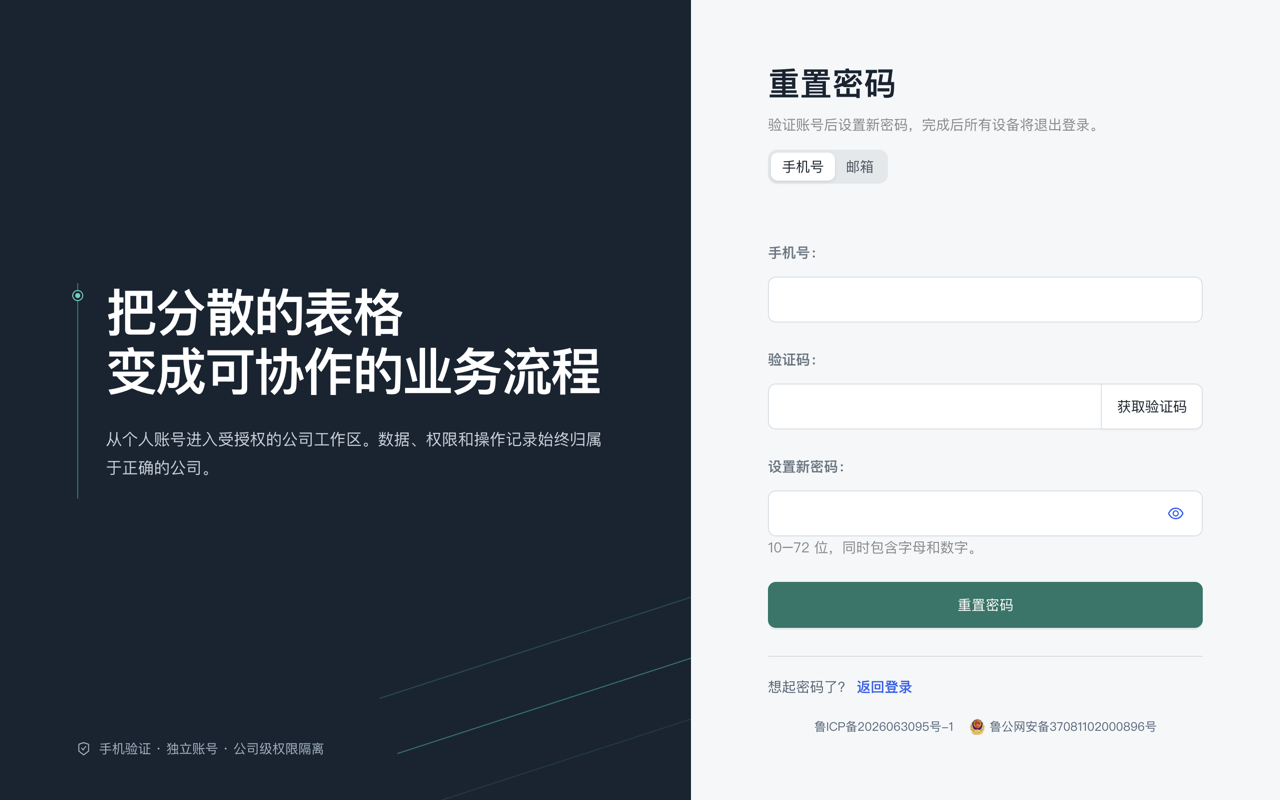 把分散的表格
变成可协作的业务流程
从个人账号进入受授权的公司工作区。数据、权限和操作记录始终归属
于正确的公司。
手机验证 · 独立账号 · 公司级权限隔离
重置密码
验证账号后设置新密码，完成后所有设备将退出登录。
手机号 邮箱
手机号：
验证码：
获取验证码
设置新密码：
10—72 位，同时包含字母和数字。
重置密码
想起密码了？ 返回登录
鲁ICP备2026063095号-1 鲁公网安备37081102000896号